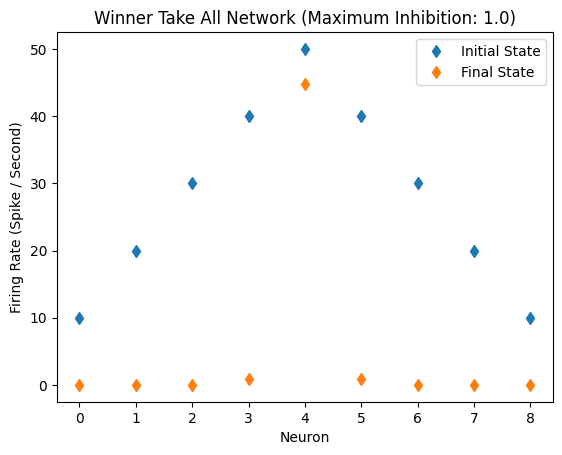 Winner Take All Network (Maximum Inhibition: 1.0)
Initial State
Final State
Firing Rate (Spike / Second)
50
40
30
20
10
0
0 1 2 3 4 5 6 7 8
Neuron